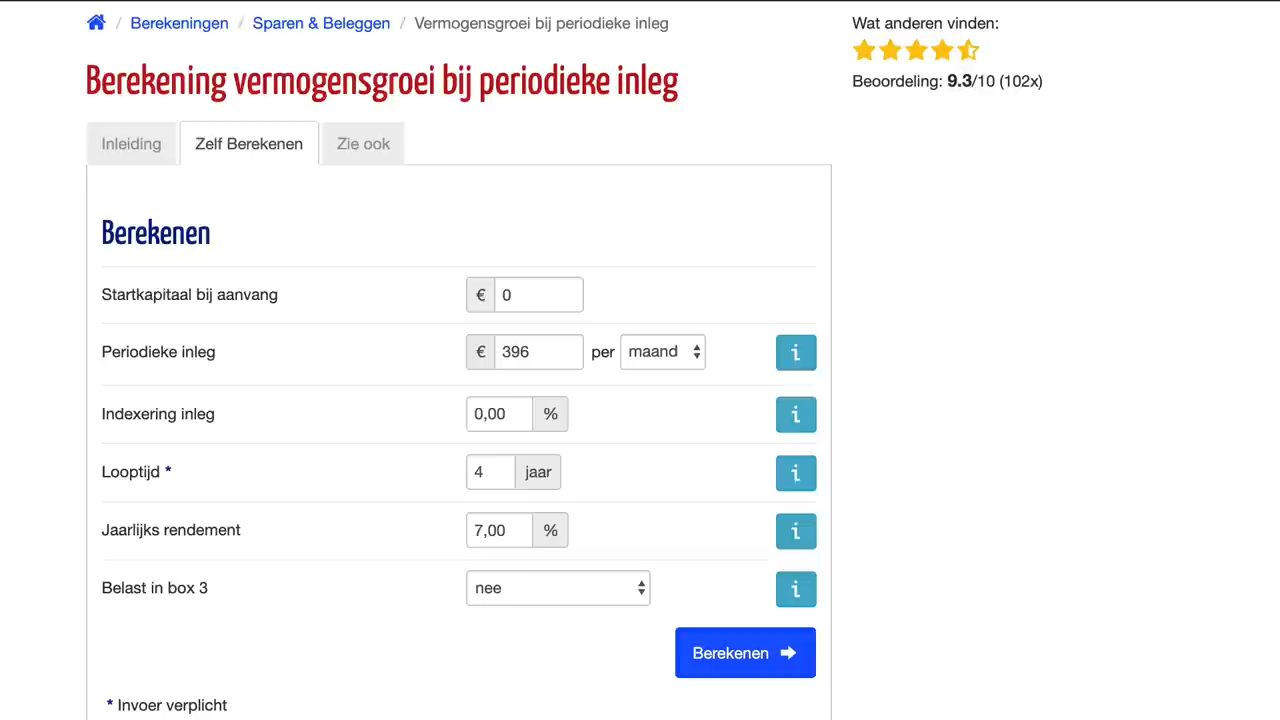 / Berekeningen / Sparen & Beleggen / Vermogensgroei bij periodieke inleg
Wat anderen vinden:
Beoordeling: 9.3/10 (102x)
Berekening vermogensgroei bij periodieke inleg
Inleiding Zelf Berekenen Zie ook
Berekenen
Startkapitaal bij aanvang € 0
Periodieke inleg € 396 per maand i
Indexering inleg 0,00 % i
Looptijd * 4 jaar i
Jaarlijks rendement 7,00 % i
Belast in box 3 nee i
Berekenen
* Invoer verplicht